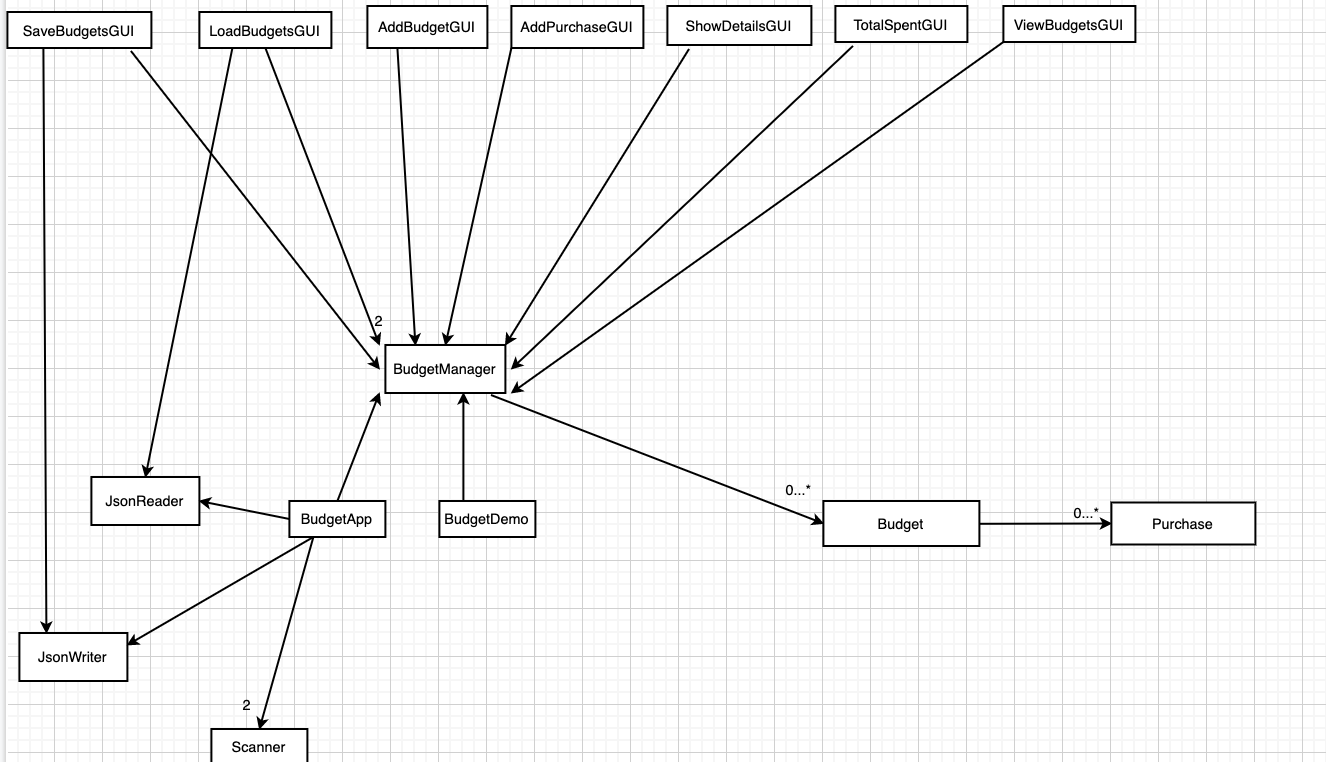 SaveBudgetsGUI
LoadBudgetsGUI
AddBudgetGUI
AddPurchaseGUI
ShowDetailsGUI
TotalSpentGUI
ViewBudgetsGUI
2
BudgetManager
JsonReader
BudgetApp
BudgetDemo
0...*
Budget
0...*
Purchase
JsonWriter
2
Scanner